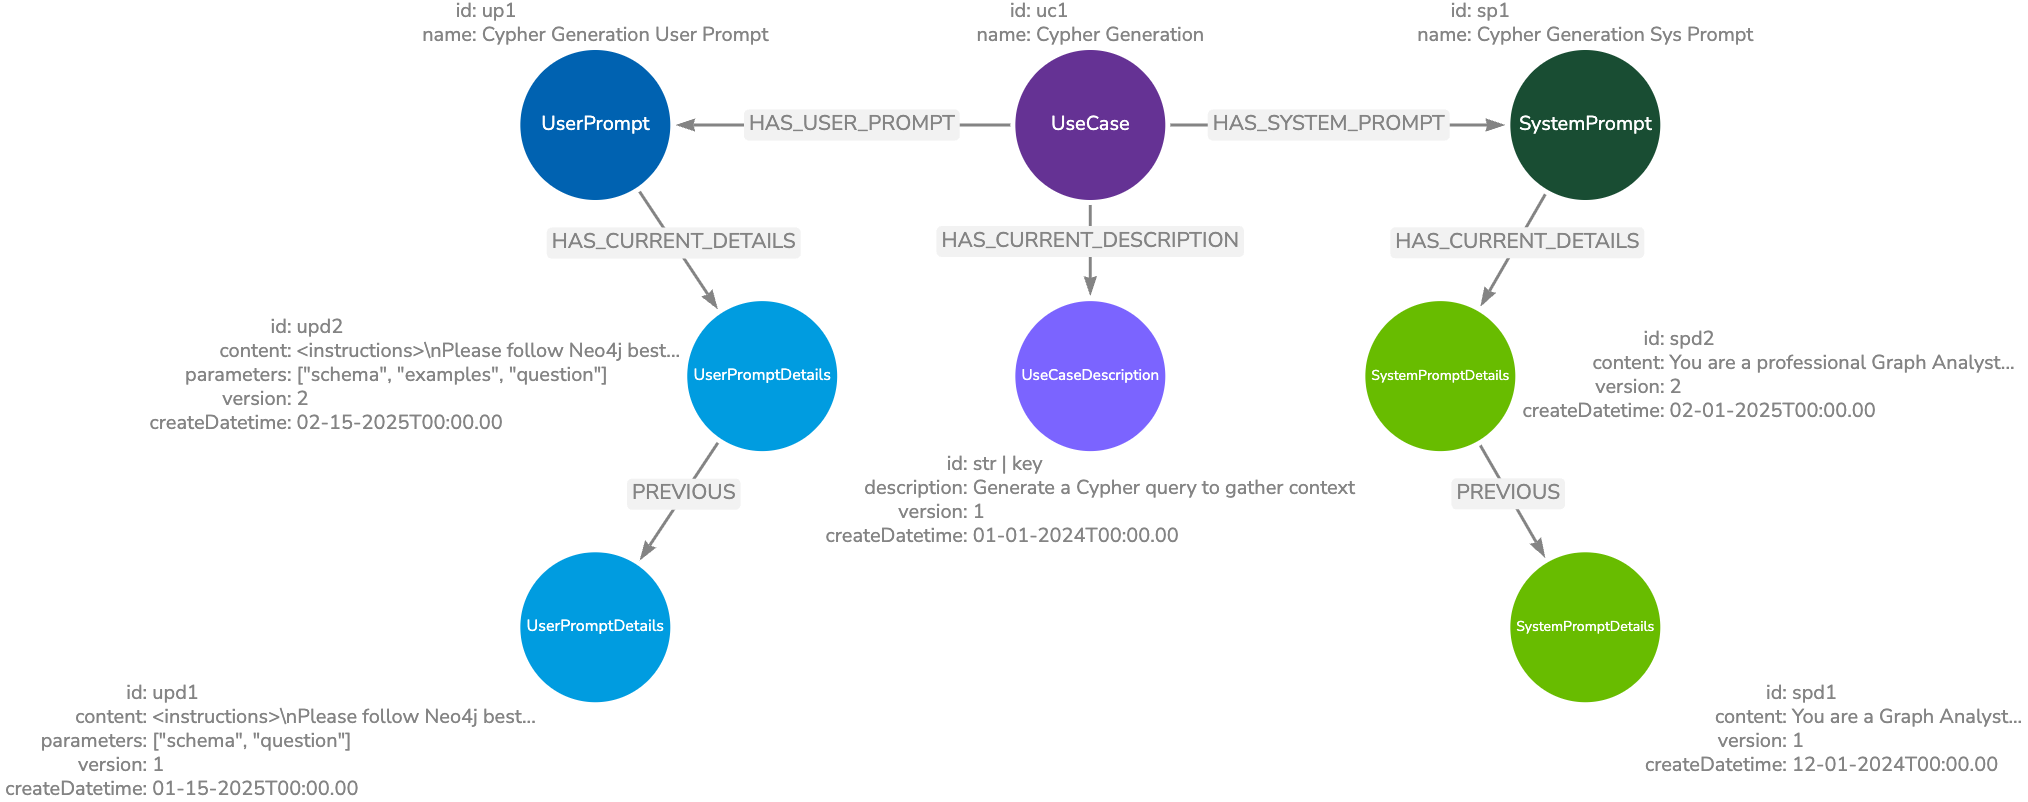 id: up1
name: Cypher Generation User Prompt
id: uc1
name: Cypher Generation
id: sp1
name: Cypher Generation Sys Prompt
UserPrompt
HAS_USER_PROMPT
UseCase
HAS_SYSTEM_PROMPT
SystemPrompt
HAS_CURRENT_DETAILS
HAS_CURRENT_DESCRIPTION
HAS_CURRENT_DETAILS
id: upd2
content: <instructions>\nPlease follow Neo4j best...
parameters: ["schema", "examples", "question"]
version: 2
createDatetime: 02-15-2025T00:00.00
UserPromptDetails
UseCaseDescription
SystemPromptDetails
id: spd2
content: You are a professional Graph Analyst...
version: 2
createDatetime: 02-01-2025T00:00.00
id: str | key
description: Generate a Cypher query to gather context
version: 1
createDatetime: 01-01-2024T00:00.00
PREVIOUS
PREVIOUS
UserPromptDetails
SystemPromptDetails
id: upd1
content: <instructions>\nPlease follow Neo4j best...
parameters: ["schema", "question"]
version: 1
createDatetime: 01-15-2025T00:00.00
id: spd1
content: You are a Graph Analyst...
version: 1
createDatetime: 12-01-2024T00:00.00